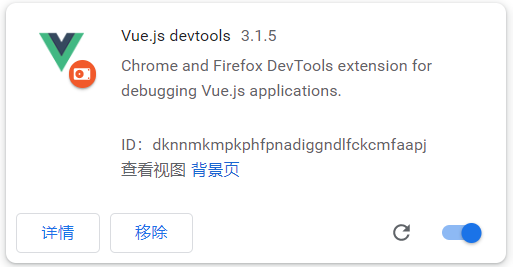 Vue.js devtools 3.1.5
Chrome and Firefox DevTools extension for
debugging Vue.js applications.
ID：dknnmkmpkphfpnadiggndlfckcmfaapj
查看视图 背景页
详情 移除